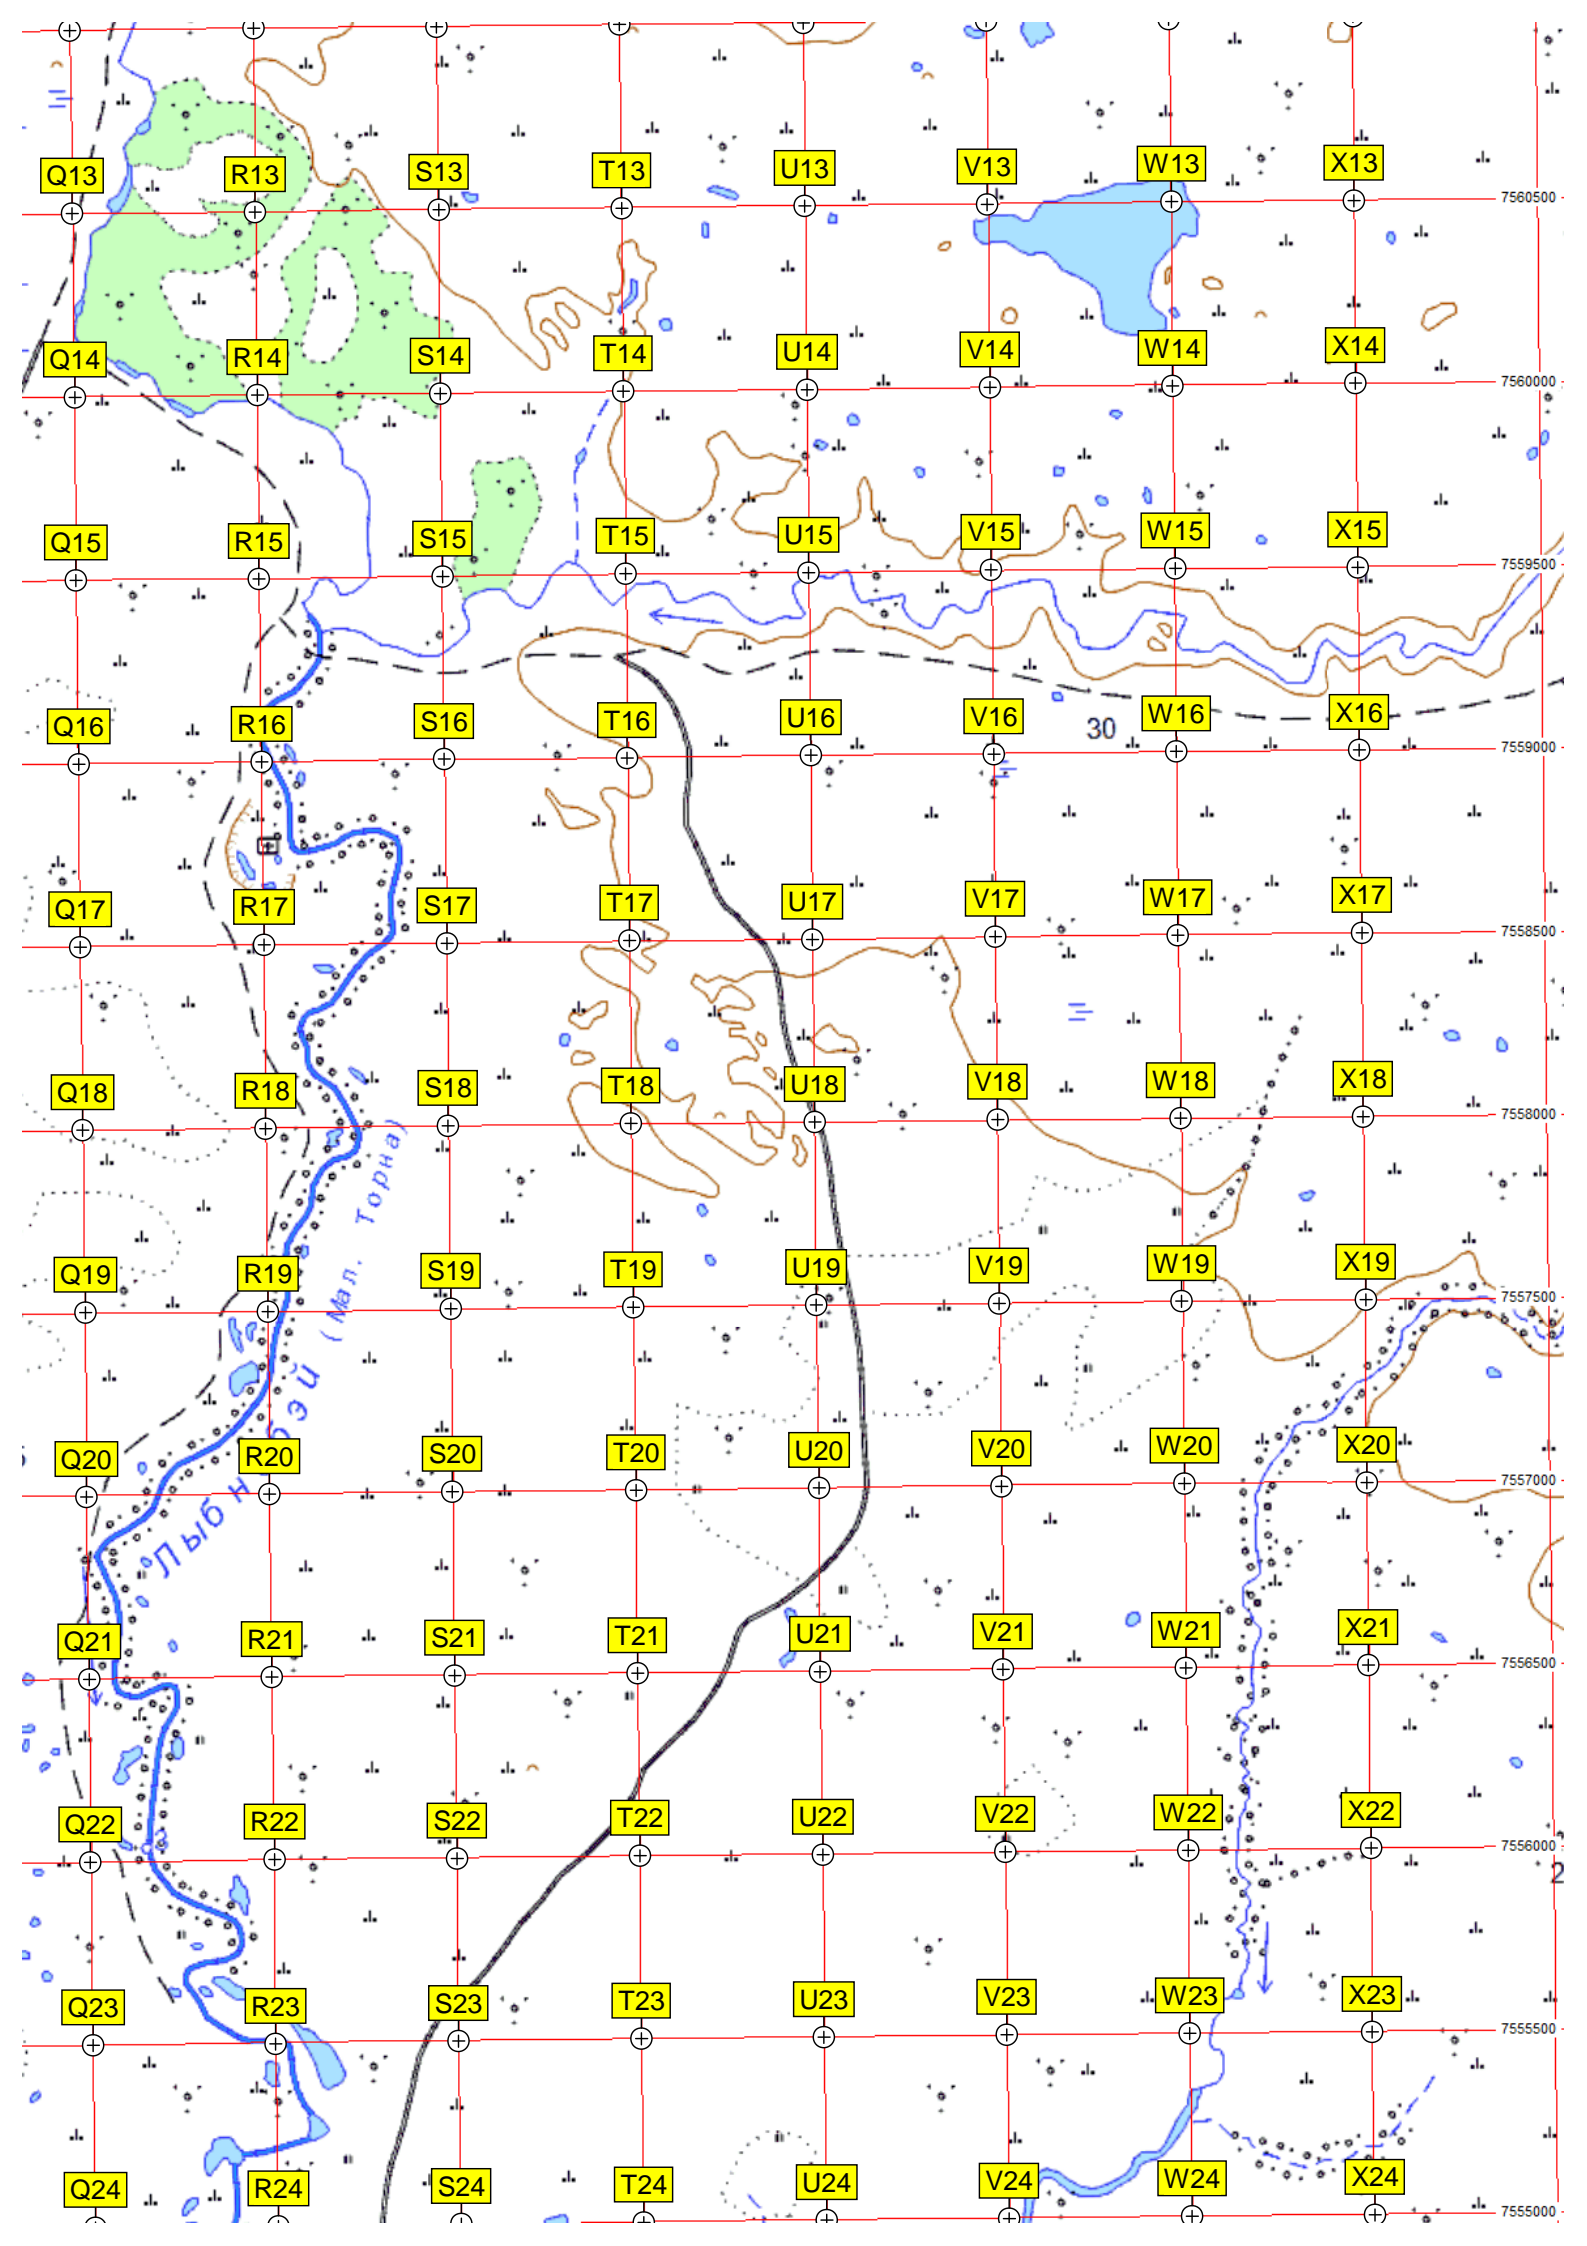 Q13 R13 S13 T13 U13 V13 W13 X13
7560500
Q14 R14 S14 T14 U14 V14 W14 X14
7560000
Q15 R15 S15 T15 U15 V15 W15 X15
7559500
Q16 R16 S16 T16 U16 V16 W16 X16
30
7559000
Q17 R17 S17 T17 U17 V17 W17 X17
7558500
Q18 R18 S18 T18 U18 V18 W18 X18
7558000
(Мал. Торна)
Q19 R19 S19 T19 U19 V19 W19 X19
7557500
Q20 R20 S20 T20 U20 V20 W20 X20
7557000
Q21 R21 S21 T21 U21 V21 W21 X21
7556500
Q22 R22 S22 T22 U22 V22 W22 X22
7556000
2
Q23 R23 S23 T23 U23 V23 W23 X23
7555500
Q24 R24 S24 T24 U24 V24 W24 X24
7555000